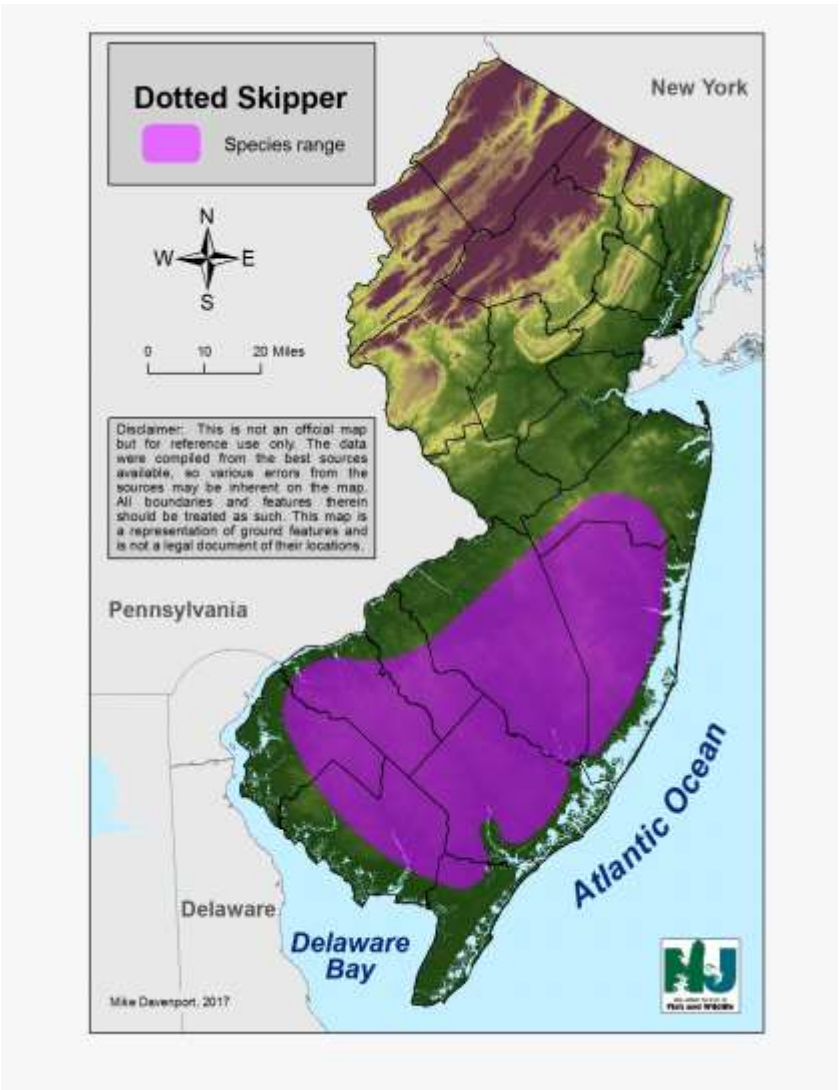 Dotted Skipper
Species range
New York
N
W E
S
0 10 20 Miles
Disclaimer: This is not an official map
but for reference use only. The data
were compiled from the best sources
available, so various errors from the
sources may be inherent on the map.
All boundaries and features therein
should be treated as such. This map is
a representation of ground features and
is not a legal document of their locations.
Pennsylvania
Atlantic Ocean
Delaware
Delaware
Bay
Mike Davenport, 2017
NJ
Fish and Wildlife